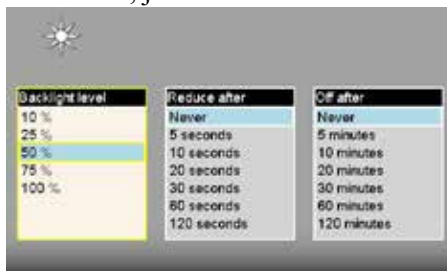 Backlight level
10 %
25 %
50 %
75 %
100 %
Reduce after
Never
5 seconds
10 seconds
20 seconds
30 seconds
60 seconds
120 seconds
Off after
Never
5 minutes
10 minutes
20 minutes
30 minutes
60 minutes
120 minutes